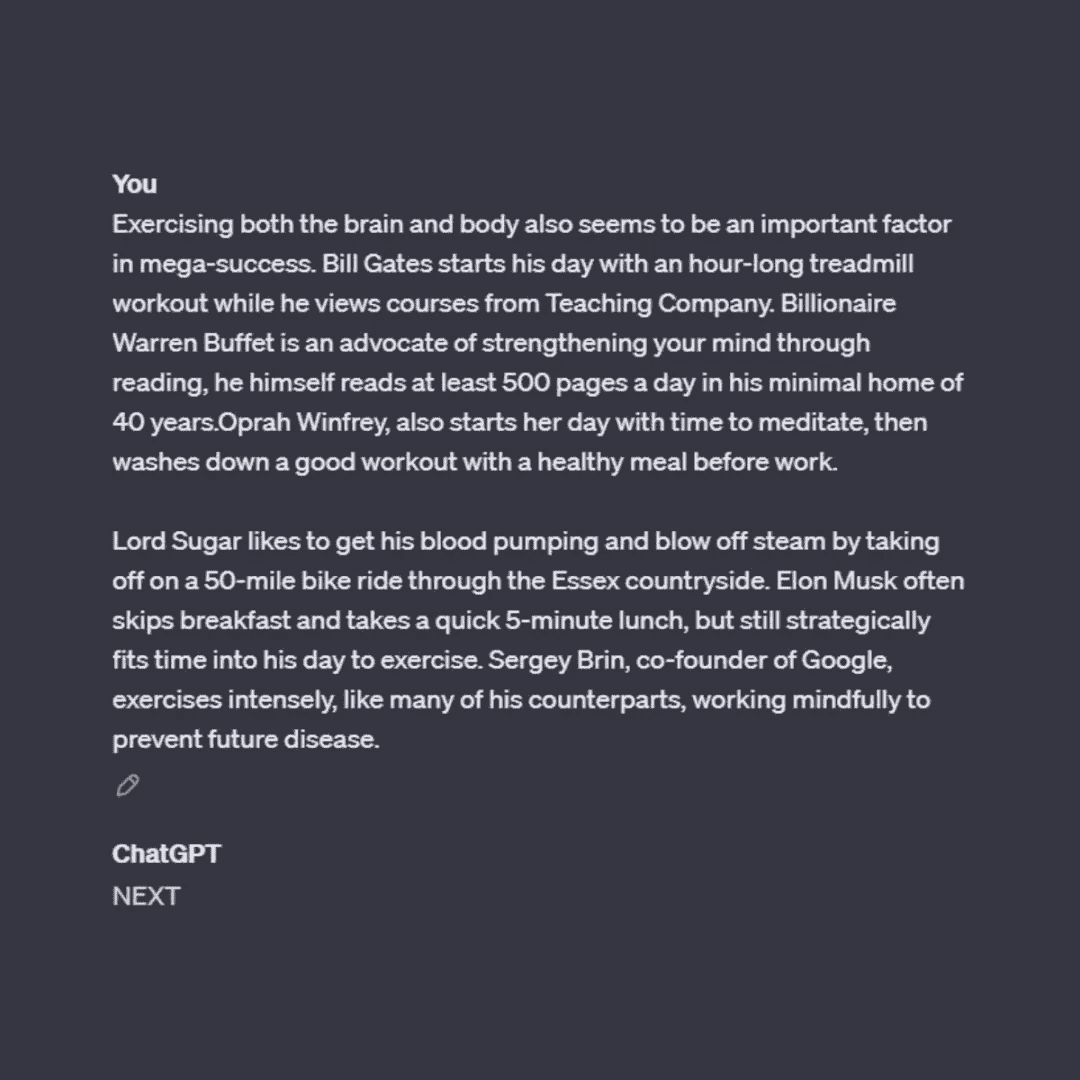 You
Exercising both the brain and body also seems to be an important factor
in mega-success. Bill Gates starts his day with an hour-long treadmill
workout while he views courses from Teaching Company. Billionaire
Warren Buffet is an advocate of strengthening your mind through
reading, he himself reads at least 500 pages a day in his minimal home of
40 years.Oprah Winfrey, also starts her day with time to meditate, then
washes down a good workout with a healthy meal before work.
Lord Sugar likes to get his blood pumping and blow off steam by taking
off on a 50-mile bike ride through the Essex countryside. Elon Musk often
skips breakfast and takes a quick 5-minute lunch, but still strategically
fits time into his day to exercise. Sergey Brin, co-founder of Google,
exercises intensely, like many of his counterparts, working mindfully to
prevent future disease.
ChatGPT
NEXT